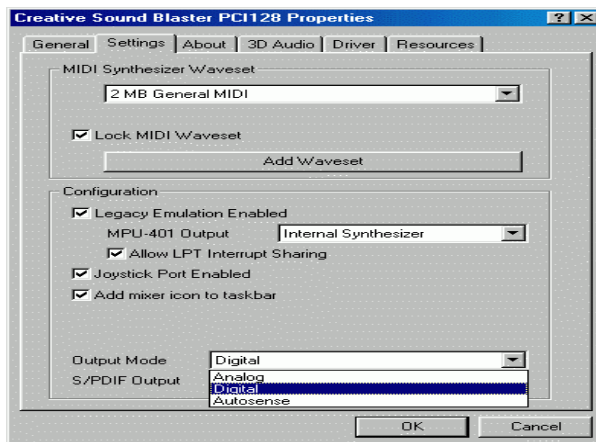 Creative Sound Blaster PCI128 Properties
General Settings About 3D Audio Driver Resources
MIDI Synthesizer Waveset
2 MB General MIDI
Lock MIDI Waveset
Add Waveset
Configuration
Legacy Emulation Enabled
MPU-401 Output Internal Synthesizer
Allow LPT Interrupt Sharing
Joystick Port Enabled
Add mixer icon to taskbar
Output Mode Digital
Analog
S/PDIF Output Digital
Autosense
OK Cancel